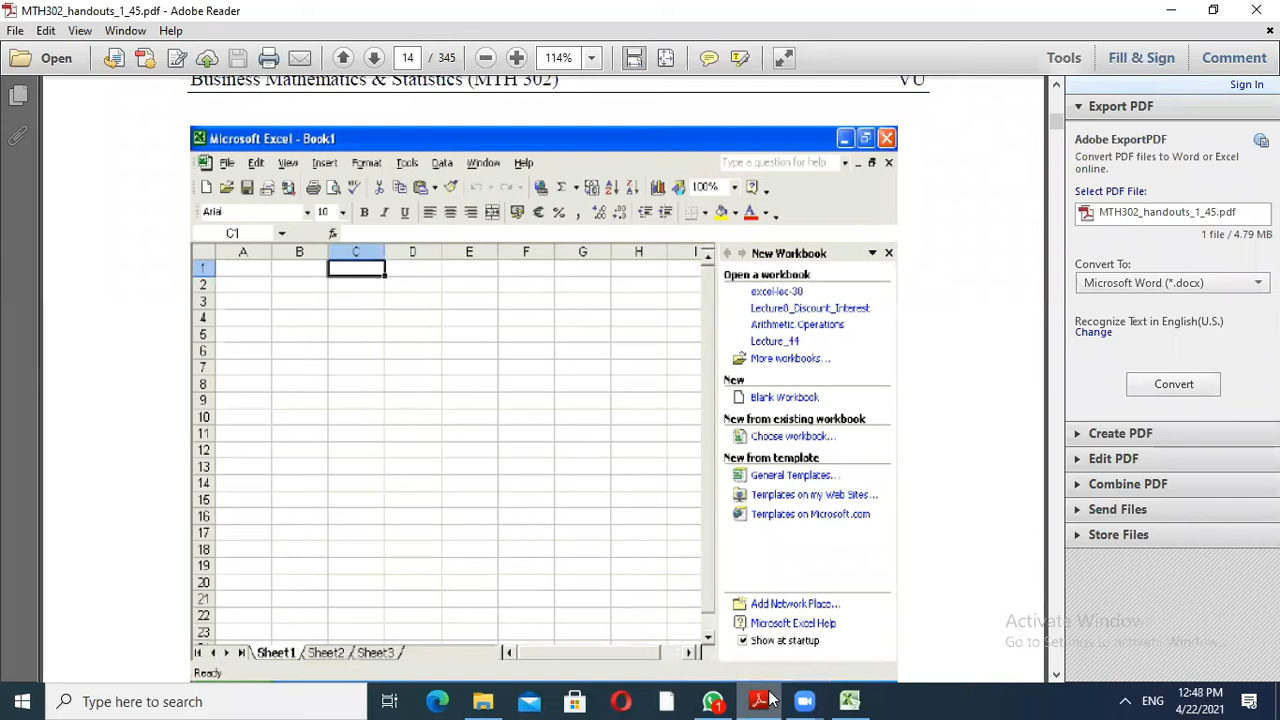 MTH302_handouts_1_45.pdf - Adobe Reader
File Edit View Window Help
Open 14 / 345 114% Tools Fill & Sign Comment
Business Mathematics & Statistics (MTH 302) VU
Sign In
Export PDF
Adobe ExportPDF
Convert PDF files to Word or Excel
online.
Select PDF File:
MTH302_handouts_1_45.pdf
1 file / 4.79 MB
Convert To:
Microsoft Word (*.docx)
Recognize Text in English(U.S.)
Change
Convert
Create PDF
Edit PDF
Combine PDF
Send Files
Store Files
Microsoft Excel - Book1
File Edit View Insert Format Tools Data Window Help Type a question for help
100%
Arial 10 B I U
C1 fx
A B C D E F G H I
1
2
3
4
5
6
7
8
9
10
11
12
13
14
15
16
17
18
19
20
21
22
23
New Workbook
Open a workbook
excel-lec-30
Lecture8_Discount_Interest
Arithmetic Operations
Lecture_44
More workbooks...
New
Blank Workbook
New from existing workbook
Choose workbook...
New from template
General Templates...
Templates on my Web Sites...
Templates on Microsoft.com
Add Network Place...
Microsoft Excel Help
Show at startup
Sheet1 Sheet2 Sheet3
Ready
Activate Windows
Go to Settings to activate Windows.
Type here to search
1
ENG
12:48 PM
4/22/2021